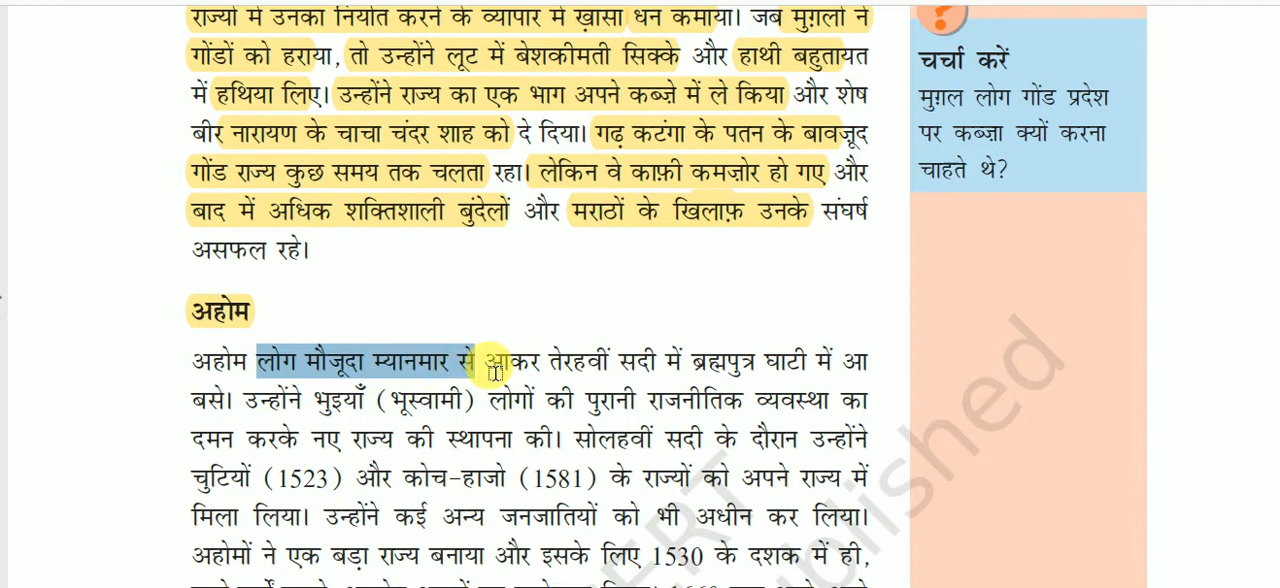 राज्यों में उनका निर्यात करने के व्यापार में ख़ासा धन कमाया। जब मुग़लों ने
गोंडों को हराया, तो उन्होंने लूट में बेशकीमती सिक्के और हाथी बहुतायत
में हथिया लिए। उन्होंने राज्य का एक भाग अपने कब्ज़े में ले किया और शेष
बीर नारायण के चाचा चंदर शाह को दे दिया। गढ़ कटंगा के पतन के बावजूद
गोंड राज्य कुछ समय तक चलता रहा। लेकिन वे काफ़ी कमज़ोर हो गए और
बाद में अधिक शक्तिशाली बुंदेलों और मराठों के खिलाफ़ उनके संघर्ष
असफल रहे।
अहोम
अहोम लोग मौजूदा म्यानमार से आकर तेरहवीं सदी में ब्रह्मपुत्र घाटी में आ
बसे। उन्होंने भुइयाँ (भूस्वामी) लोगों की पुरानी राजनीतिक व्यवस्था का
दमन करके नए राज्य की स्थापना की। सोलहवीं सदी के दौरान उन्होंने
चुटियों (1523) और कोच-हाजो (1581) के राज्यों को अपने राज्य में
मिला लिया। उन्होंने कई अन्य जनजातियों को भी अधीन कर लिया।
अहोमों ने एक बड़ा राज्य बनाया और इसके लिए 1530 के दशक में ही,
?
चर्चा करें
मुग़ल लोग गोंड प्रदेश
पर कब्ज़ा क्यों करना
चाहते थे?
ERT
published